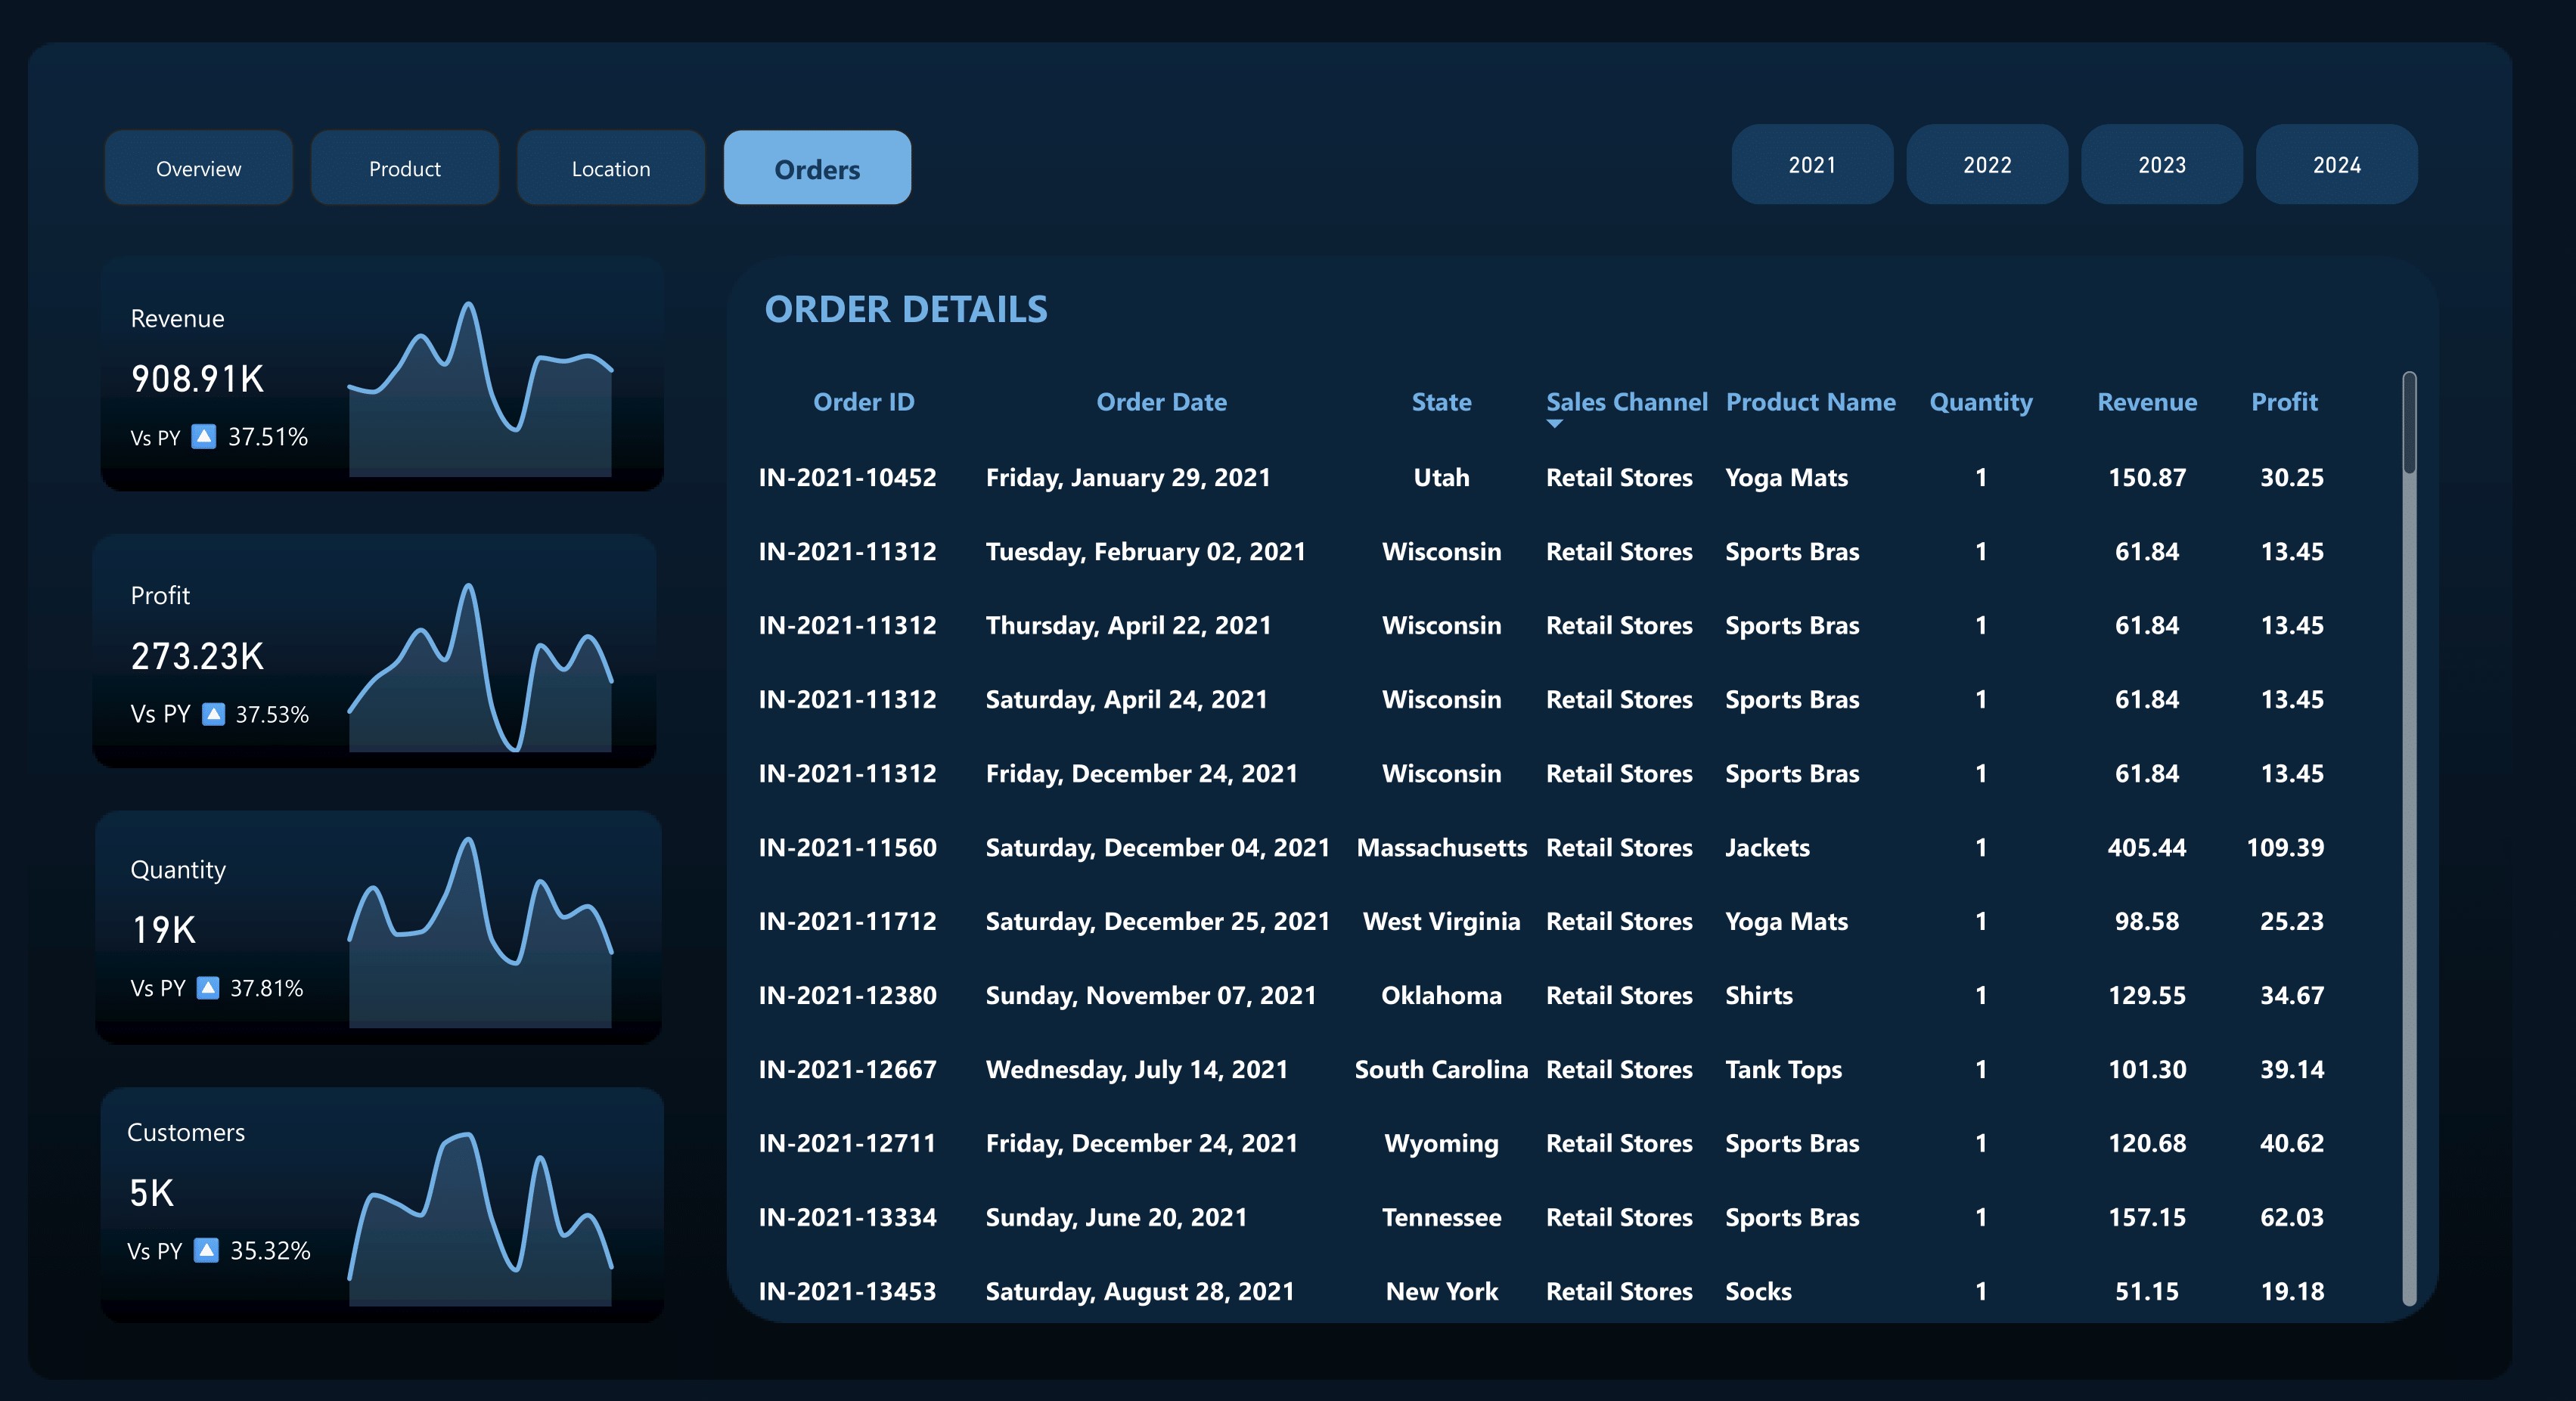 Overview Product Location Orders 2021 2022 2023 2024
Revenue
908.91K
Vs PY 🔼 37.51%
Profit
273.23K
Vs PY 🔼 37.53%
Quantity
19K
Vs PY 🔼 37.81%
Customers
5K
Vs PY 🔼 35.32%
ORDER DETAILS
Order ID Order Date State Sales Channel Product Name Quantity Revenue Profit
IN-2021-10452 Friday, January 29, 2021 Utah Retail Stores Yoga Mats 1 150.87 30.25
IN-2021-11312 Tuesday, February 02, 2021 Wisconsin Retail Stores Sports Bras 1 61.84 13.45
IN-2021-11312 Thursday, April 22, 2021 Wisconsin Retail Stores Sports Bras 1 61.84 13.45
IN-2021-11312 Saturday, April 24, 2021 Wisconsin Retail Stores Sports Bras 1 61.84 13.45
IN-2021-11312 Friday, December 24, 2021 Wisconsin Retail Stores Sports Bras 1 61.84 13.45
IN-2021-11560 Saturday, December 04, 2021 Massachusetts Retail Stores Jackets 1 405.44 109.39
IN-2021-11712 Saturday, December 25, 2021 West Virginia Retail Stores Yoga Mats 1 98.58 25.23
IN-2021-12380 Sunday, November 07, 2021 Oklahoma Retail Stores Shirts 1 129.55 34.67
IN-2021-12667 Wednesday, July 14, 2021 South Carolina Retail Stores Tank Tops 1 101.30 39.14
IN-2021-12711 Friday, December 24, 2021 Wyoming Retail Stores Sports Bras 1 120.68 40.62
IN-2021-13334 Sunday, June 20, 2021 Tennessee Retail Stores Sports Bras 1 157.15 62.03
IN-2021-13453 Saturday, August 28, 2021 New York Retail Stores Socks 1 51.15 19.18